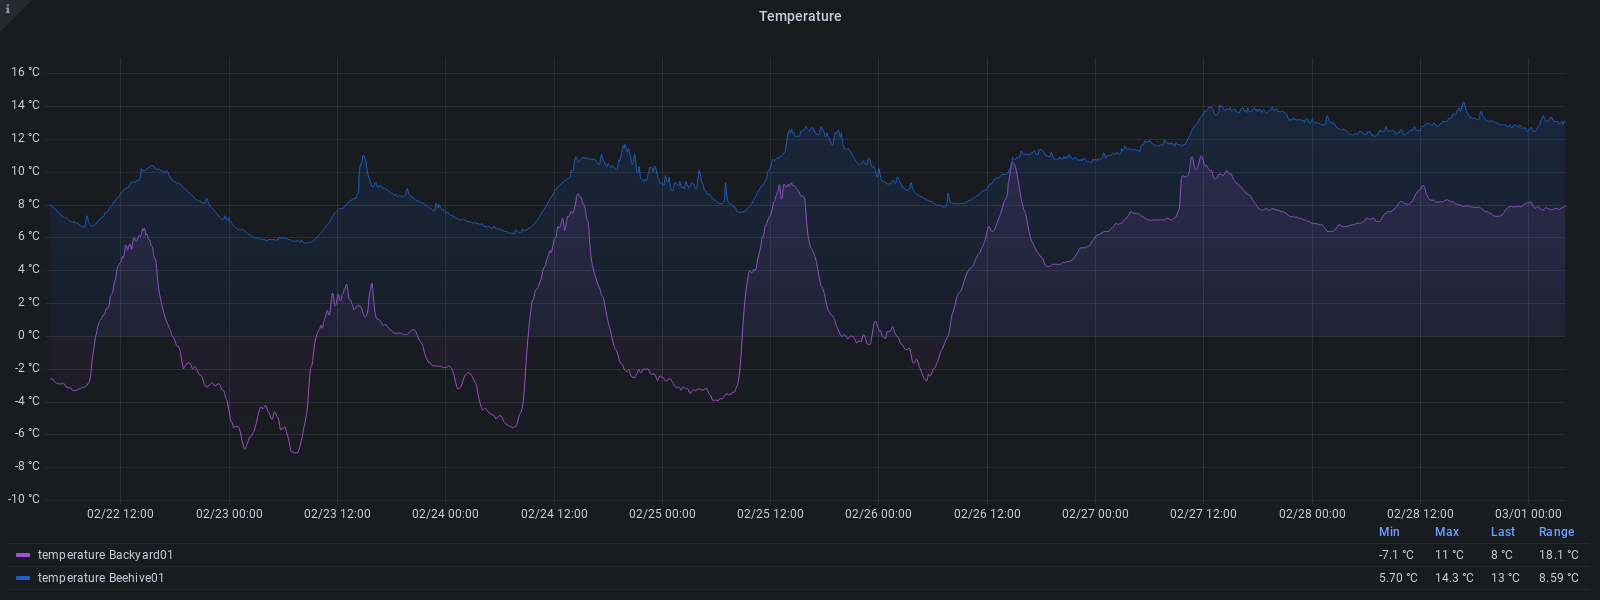 i
Temperature
16 °C
14 °C
12 °C
10 °C
8 °C
6 °C
4 °C
2 °C
0 °C
-2 °C
-4 °C
-6 °C
-8 °C
-10 °C
02/22 12:00 02/23 00:00 02/23 12:00 02/24 00:00 02/24 12:00 02/25 00:00 02/25 12:00 02/26 00:00 02/26 12:00 02/27 00:00 02/27 12:00 02/28 00:00 02/28 12:00 03/01 00:00
Min Max Last Range
temperature Backyard01 -7.1 °C 11 °C 8 °C 18.1 °C
temperature Beehive01 5.70 °C 14.3 °C 13 °C 8.59 °C